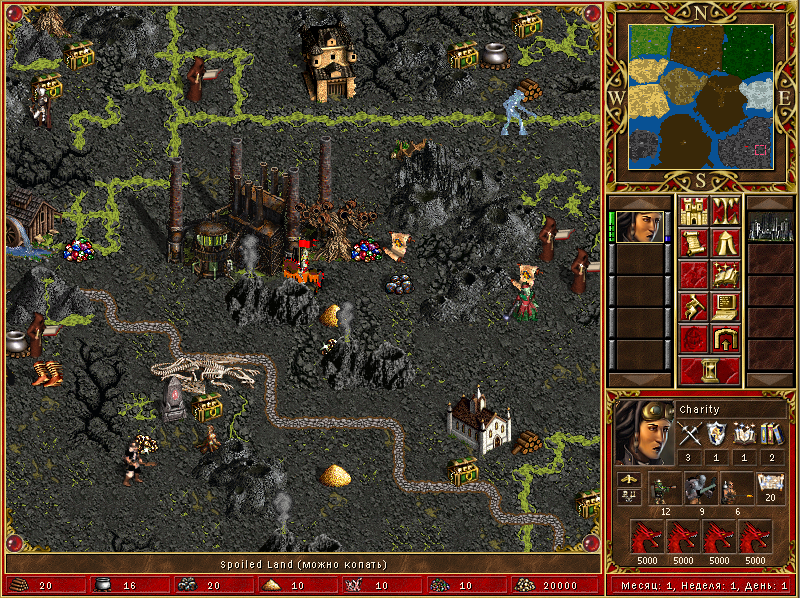 N
W
E
S
Charity
3 1 1 2
20
12 9 6
5000 5000 5000 5000
Spoiled Land (можно копать)
20 16 20 10 10 10 20000
Месяц: 1, Неделя: 1, День: 1